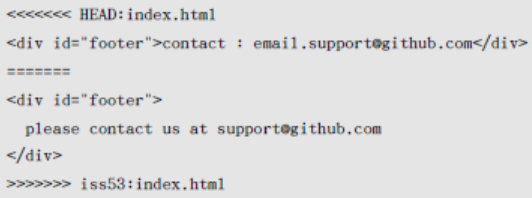 <<<<<<< HEAD:index.html
<div id="footer">contact : email.support@github.com</div>
=======
<div id="footer">
  please contact us at support@github.com
</div>
>>>>>>> iss53:index.html